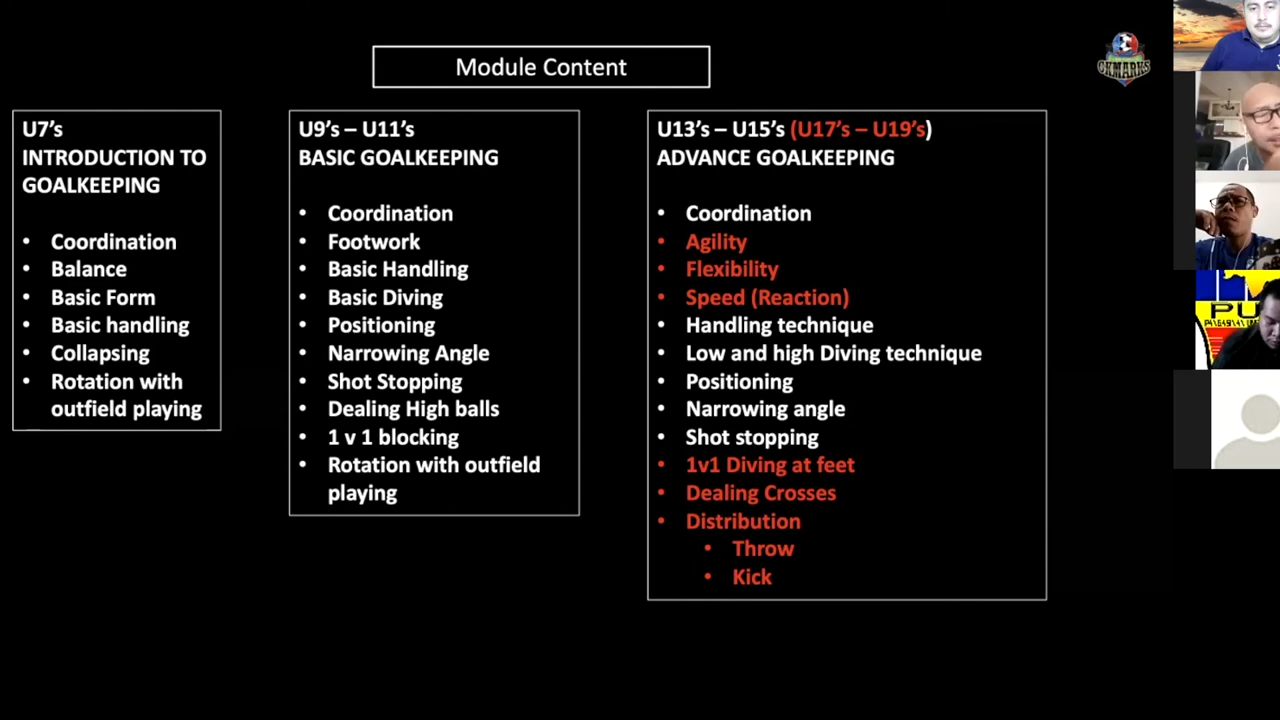 Module Content
GKMARKS
U7’s
INTRODUCTION TO
GOALKEEPING
• Coordination
• Balance
• Basic Form
• Basic handling
• Collapsing
• Rotation with
outfield playing
U9’s – U11’s
BASIC GOALKEEPING
• Coordination
• Footwork
• Basic Handling
• Basic Diving
• Positioning
• Narrowing Angle
• Shot Stopping
• Dealing High balls
• 1 v 1 blocking
• Rotation with outfield
playing
U13’s – U15’s (U17’s – U19’s)
ADVANCE GOALKEEPING
• Coordination
• Agility
• Flexibility
• Speed (Reaction)
• Handling technique
• Low and high Diving technique
• Positioning
• Narrowing angle
• Shot stopping
• 1v1 Diving at feet
• Dealing Crosses
• Distribution
• Throw
• Kick
PU